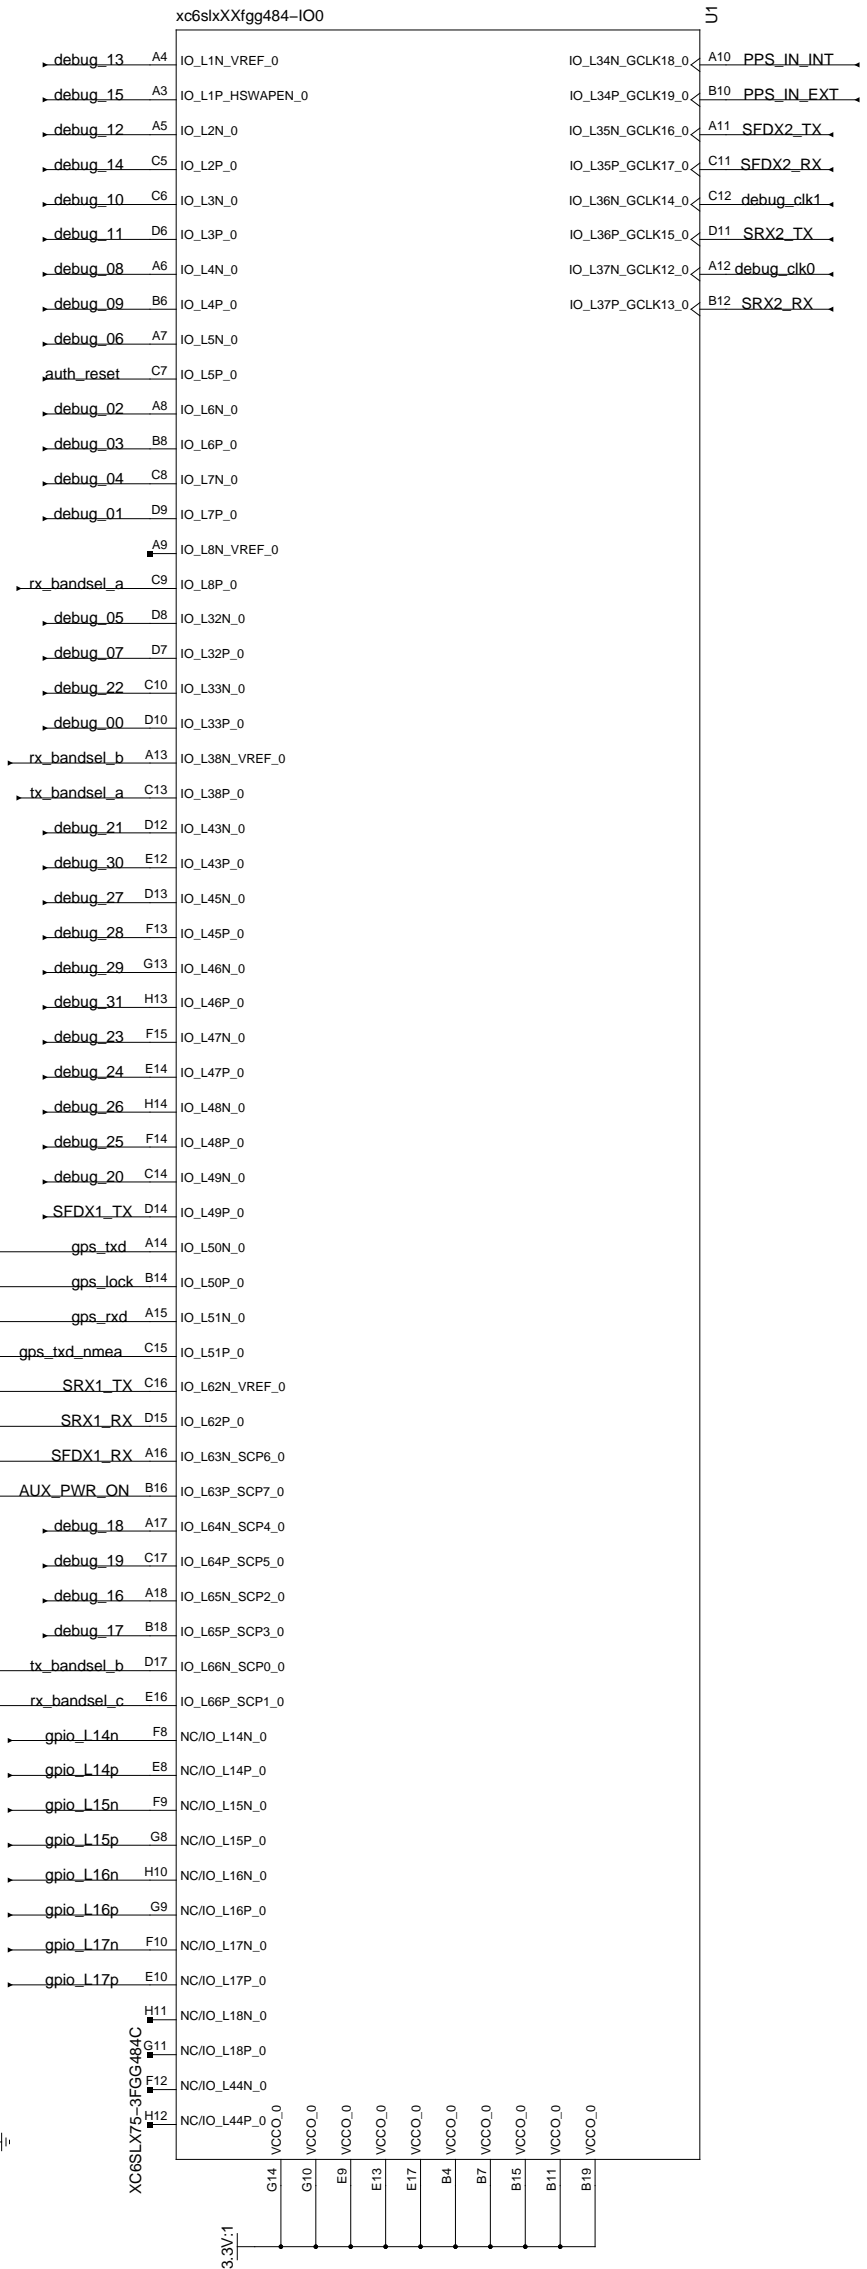 xc6slxXXfgg484-IO0
U1
debug_13 A4 IO_L1N_VREF_0 IO_L34N_GCLK18_0 A10 PPS_IN_INT
debug_15 A3 IO_L1P_HSWAPEN_0 IO_L34P_GCLK19_0 B10 PPS_IN_EXT
debug_12 A5 IO_L2N_0 IO_L35N_GCLK16_0 A11 SFDX2_TX
debug_14 C5 IO_L2P_0 IO_L35P_GCLK17_0 C11 SFDX2_RX
debug_10 C6 IO_L3N_0 IO_L36N_GCLK14_0 C12 debug_clk1
debug_11 D6 IO_L3P_0 IO_L36P_GCLK15_0 D11 SRX2_TX
debug_08 A6 IO_L4N_0 IO_L37N_GCLK12_0 A12 debug_clk0
debug_09 B6 IO_L4P_0 IO_L37P_GCLK13_0 B12 SRX2_RX
debug_06 A7 IO_L5N_0
auth_reset C7 IO_L5P_0
debug_02 A8 IO_L6N_0
debug_03 B8 IO_L6P_0
debug_04 C8 IO_L7N_0
debug_01 D9 IO_L7P_0
A9 IO_L8N_VREF_0
rx_bandsel_a C9 IO_L8P_0
debug_05 D8 IO_L32N_0
debug_07 D7 IO_L32P_0
debug_22 C10 IO_L33N_0
debug_00 D10 IO_L33P_0
rx_bandsel_b A13 IO_L38N_VREF_0
tx_bandsel_a C13 IO_L38P_0
debug_21 D12 IO_L43N_0
debug_30 E12 IO_L43P_0
debug_27 D13 IO_L45N_0
debug_28 F13 IO_L45P_0
debug_29 G13 IO_L46N_0
debug_31 H13 IO_L46P_0
debug_23 F15 IO_L47N_0
debug_24 E14 IO_L47P_0
debug_26 H14 IO_L48N_0
debug_25 F14 IO_L48P_0
debug_20 C14 IO_L49N_0
SFDX1_TX D14 IO_L49P_0
gps_txd A14 IO_L50N_0
gps_lock B14 IO_L50P_0
gps_rxd A15 IO_L51N_0
gps_txd_nmea C15 IO_L51P_0
SRX1_TX C16 IO_L62N_VREF_0
SRX1_RX D15 IO_L62P_0
SFDX1_RX A16 IO_L63N_SCP6_0
AUX_PWR_ON B16 IO_L63P_SCP7_0
debug_18 A17 IO_L64N_SCP4_0
debug_19 C17 IO_L64P_SCP5_0
debug_16 A18 IO_L65N_SCP2_0
debug_17 B18 IO_L65P_SCP3_0
tx_bandsel_b D17 IO_L66N_SCP0_0
rx_bandsel_c E16 IO_L66P_SCP1_0
gpio_L14n F8 NC/IO_L14N_0
gpio_L14p E8 NC/IO_L14P_0
gpio_L15n F9 NC/IO_L15N_0
gpio_L15p G8 NC/IO_L15P_0
gpio_L16n H10 NC/IO_L16N_0
gpio_L16p G9 NC/IO_L16P_0
gpio_L17n F10 NC/IO_L17N_0
gpio_L17p E10 NC/IO_L17P_0
H11 NC/IO_L18N_0
G11 NC/IO_L18P_0
F12 NC/IO_L44N_0
H12 NC/IO_L44P_0
XC6SLX75-3FGG484C
VCCO_0 VCCO_0 VCCO_0 VCCO_0 VCCO_0 VCCO_0 VCCO_0 VCCO_0 VCCO_0 VCCO_0
G14 G10 E9 E13 E17 B4 B7 B15 B11 B19
3.3V:1